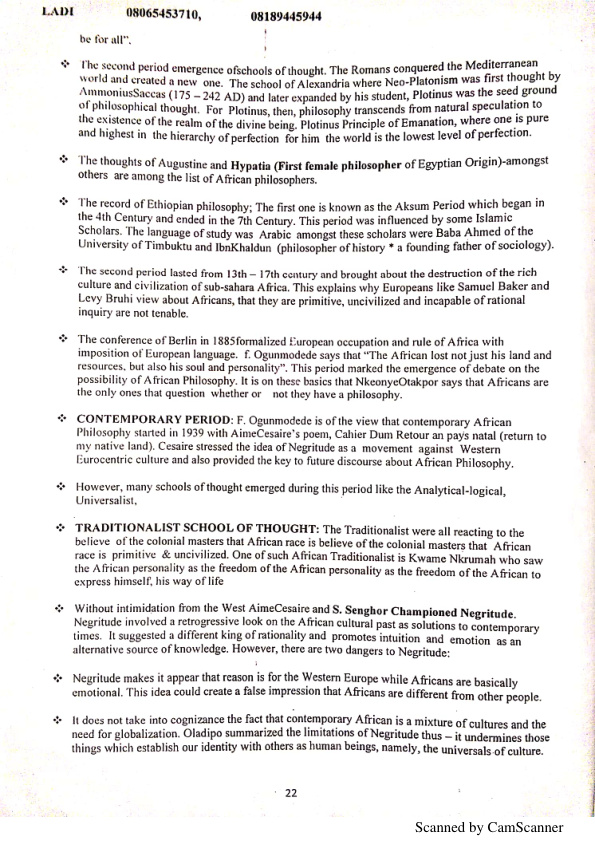 LADI 08065453710, 08189445944
be for all".
❖ The second period emergence ofschools of thought. The Romans conquered the Mediterranean
world and created a new one. The school of Alexandria where Neo-Platonism was first thought by
AmmoniusSaccas (175 – 242 AD) and later expanded by his student, Plotinus was the seed ground
of philosophical thought. For Plotinus, then, philosophy transcends from natural speculation to
the existence of the realm of the divine being. Plotinus Principle of Emanation, where one is pure
and highest in the hierarchy of perfection for him the world is the lowest level of perfection.
❖ The thoughts of Augustine and Hypatia (First female philosopher of Egyptian Origin)-amongst
others are among the list of African philosophers.
❖ The record of Ethiopian philosophy; The first one is known as the Aksum Period which began in
the 4th Century and ended in the 7th Century. This period was influenced by some Islamic
Scholars. The language of study was Arabic amongst these scholars were Baba Ahmed of the
University of Timbuktu and IbnKhaldun (philosopher of history * a founding father of sociology).
❖ The second period lasted from 13th – 17th century and brought about the destruction of the rich
culture and civilization of sub-sahara Africa. This explains why Europeans like Samuel Baker and
Levy Bruhi view about Africans, that they are primitive, uncivilized and incapable of rational
inquiry are not tenable.
❖ The conference of Berlin in 1885formalized European occupation and rule of Africa with
imposition of European language. f. Ogunmodede says that "The African lost not just his land and
resources, but also his soul and personality". This period marked the emergence of debate on the
possibility of African Philosophy. It is on these basics that NkeonyeOtakpor says that Africans are
the only ones that question whether or not they have a philosophy.
❖ CONTEMPORARY PERIOD: F. Ogunmodede is of the view that contemporary African
Philosophy started in 1939 with AimeCesaire's poem, Cahier Dum Retour an pays natal (return to
my native land). Cesaire stressed the idea of Negritude as a movement against Western
Eurocentric culture and also provided the key to future discourse about African Philosophy.
❖ However, many schools of thought emerged during this period like the Analytical-logical,
Universalist,
❖ TRADITIONALIST SCHOOL OF THOUGHT: The Traditionalist were all reacting to the
believe of the colonial masters that African race is believe of the colonial masters that African
race is primitive & uncivilized. One of such African Traditionalist is Kwame Nkrumah who saw
the African personality as the freedom of the African personality as the freedom of the African to
express himself, his way of life
❖ Without intimidation from the West AimeCesaire and S. Senghor Championed Negritude.
Negritude involved a retrogressive look on the African cultural past as solutions to contemporary
times. It suggested a different king of rationality and promotes intuition and emotion as an
alternative source of knowledge. However, there are two dangers to Negritude:
❖ Negritude makes it appear that reason is for the Western Europe while Africans are basically
emotional. This idea could create a false impression that Africans are different from other people.
❖ It does not take into cognizance the fact that contemporary African is a mixture of cultures and the
need for globalization. Oladipo summarized the limitations of Negritude thus – it undermines those
things which establish our identity with others as human beings, namely, the universals of culture.
22
Scanned by CamScanner